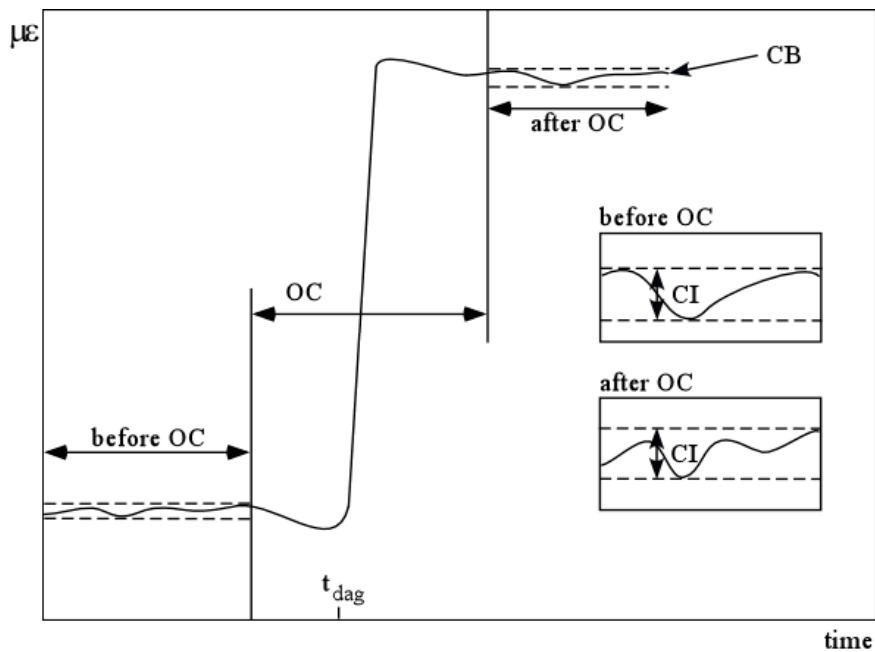 με
CB
after OC
before OC
CI
OC
after OC
CI
before OC
t_dag
time